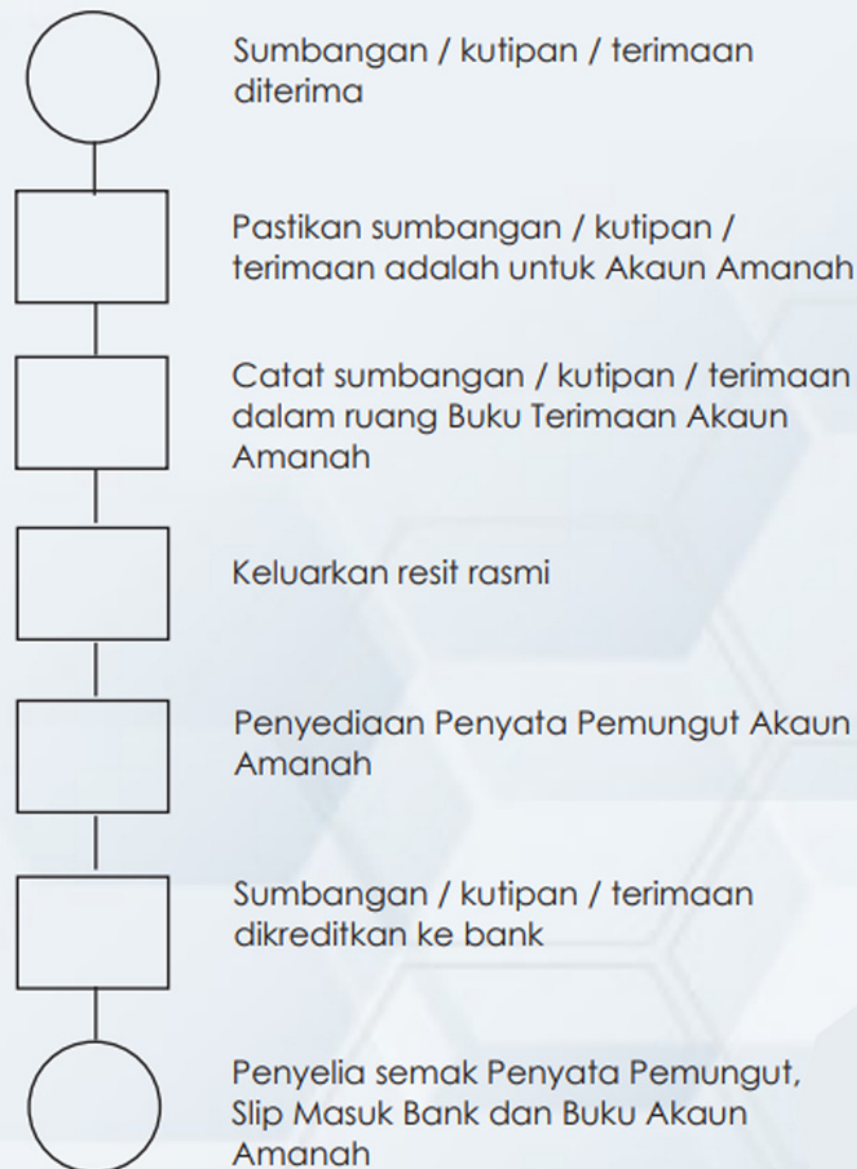 Sumbangan / kutipan / terimaan
diterima
Pastikan sumbangan / kutipan /
terimaan adalah untuk Akaun Amanah
Catat sumbangan / kutipan / terimaan
dalam ruang Buku Terimaan Akaun
Amanah
Keluarkan resit rasmi
Penyediaan Penyata Pemungut Akaun
Amanah
Sumbangan / kutipan / terimaan
dikreditkan ke bank
Penyelia semak Penyata Pemungut,
Slip Masuk Bank dan Buku Akaun
Amanah